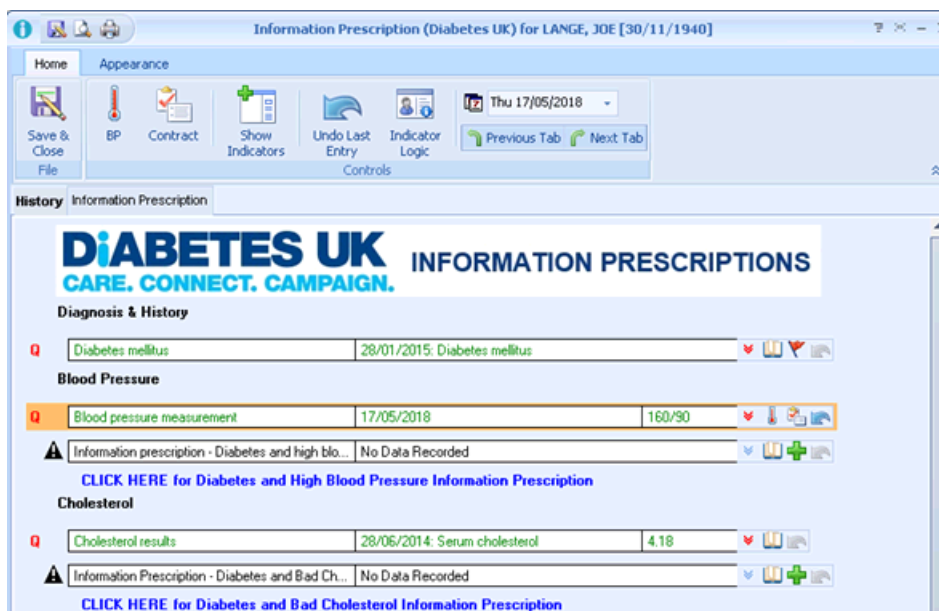 Information Prescription (Diabetes UK) for LANGE, JOE [30/11/1940]
Home Appearance
Save & Close
BP
Contract
Show Indicators
Undo Last Entry
Indicator Logic
Thu 17/05/2018
Previous Tab Next Tab
File Controls
History Information Prescription
DiABETES UK
CARE. CONNECT. CAMPAIGN.
INFORMATION PRESCRIPTIONS
Diagnosis & History
Q Diabetes mellitus 28/01/2015: Diabetes mellitus
Blood Pressure
Q Blood pressure measurement 17/05/2018 160/90
Information prescription - Diabetes and high blo... No Data Recorded
CLICK HERE for Diabetes and High Blood Pressure Information Prescription
Cholesterol
Q Cholesterol results 28/06/2014: Serum cholesterol 4.18
Information Prescription - Diabetes and Bad Ch... No Data Recorded
CLICK HERE for Diabetes and Bad Cholesterol Information Prescription